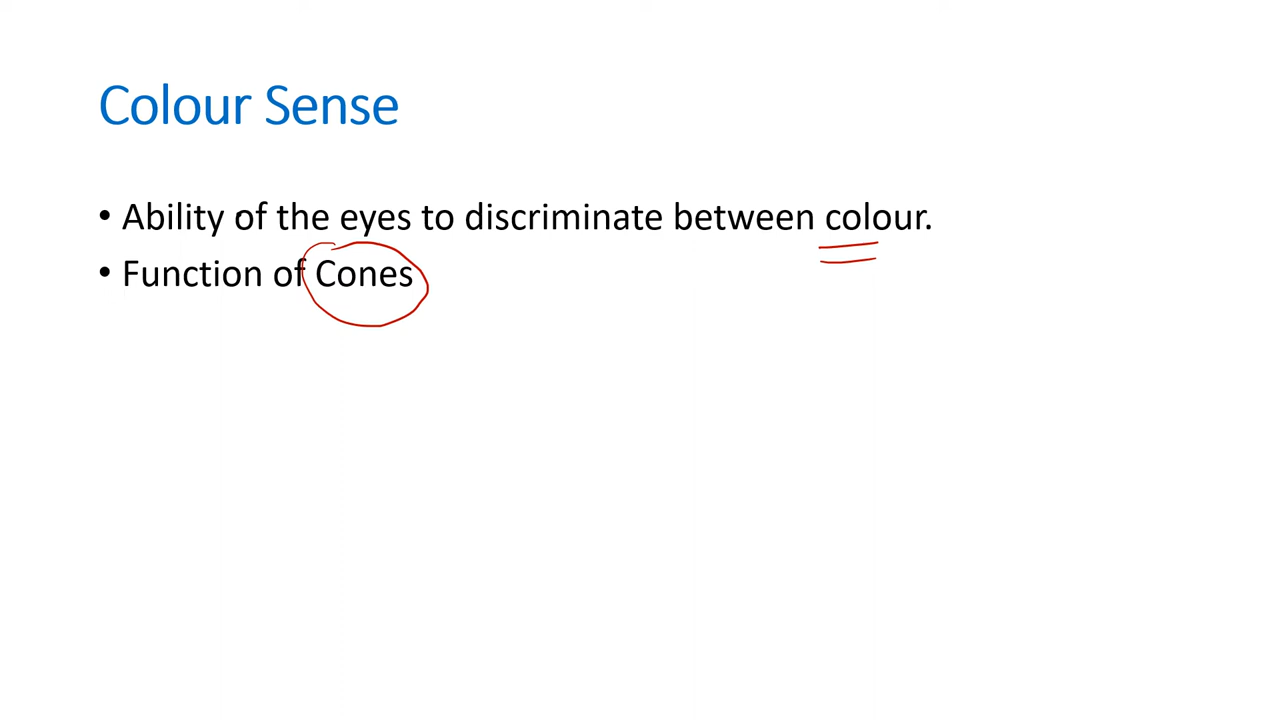 Colour Sense
• Ability of the eyes to discriminate between colour.
• Function of Cones